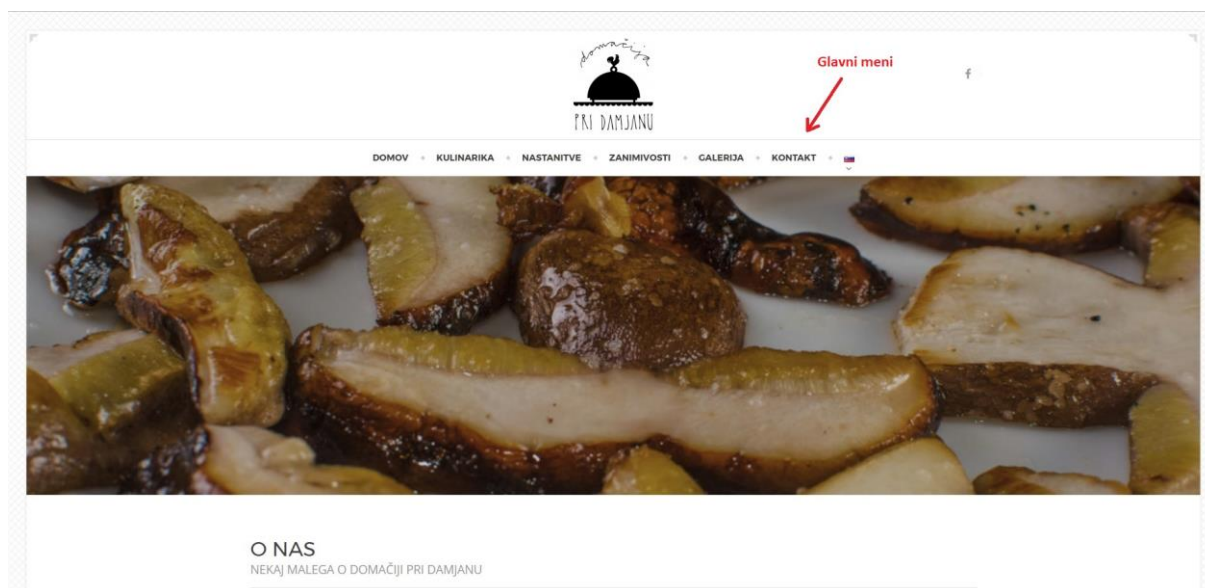 domačija
PRI DAMJANU
Glavni meni
f
DOMOV KULINARIKA NASTANITVE ZANIMIVOSTI GALERIJA KONTAKT
O NAS
NEKAJ MALEGA O DOMAČIJI PRI DAMJANU